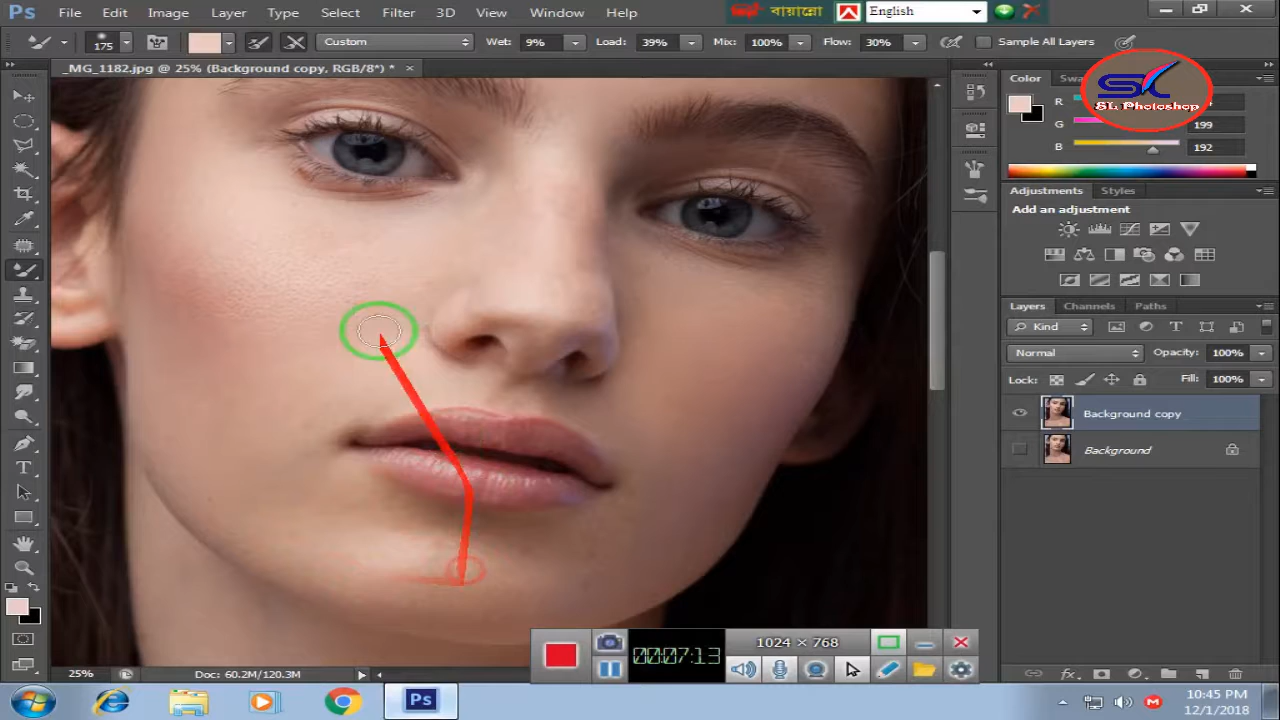 Ps File Edit Image Layer Type Select Filter 3D View Window Help
বায়ান্নো English
175 Custom Wet: 9% Load: 39% Mix: 100% Flow: 30% Sample All Layers
_MG_1182.jpg @ 25% (Background copy, RGB/8*) * ×
Color
SL Photoshop
R
G 199
B 192
Adjustments Styles
Add an adjustment
Layers Channels Paths
Kind
Normal Opacity: 100%
Lock: Fill: 100%
Background copy
Background
00:07:13
1024 × 768
25% Doc: 60.2M/120.3M
Ps
10:45 PM
12/1/2018